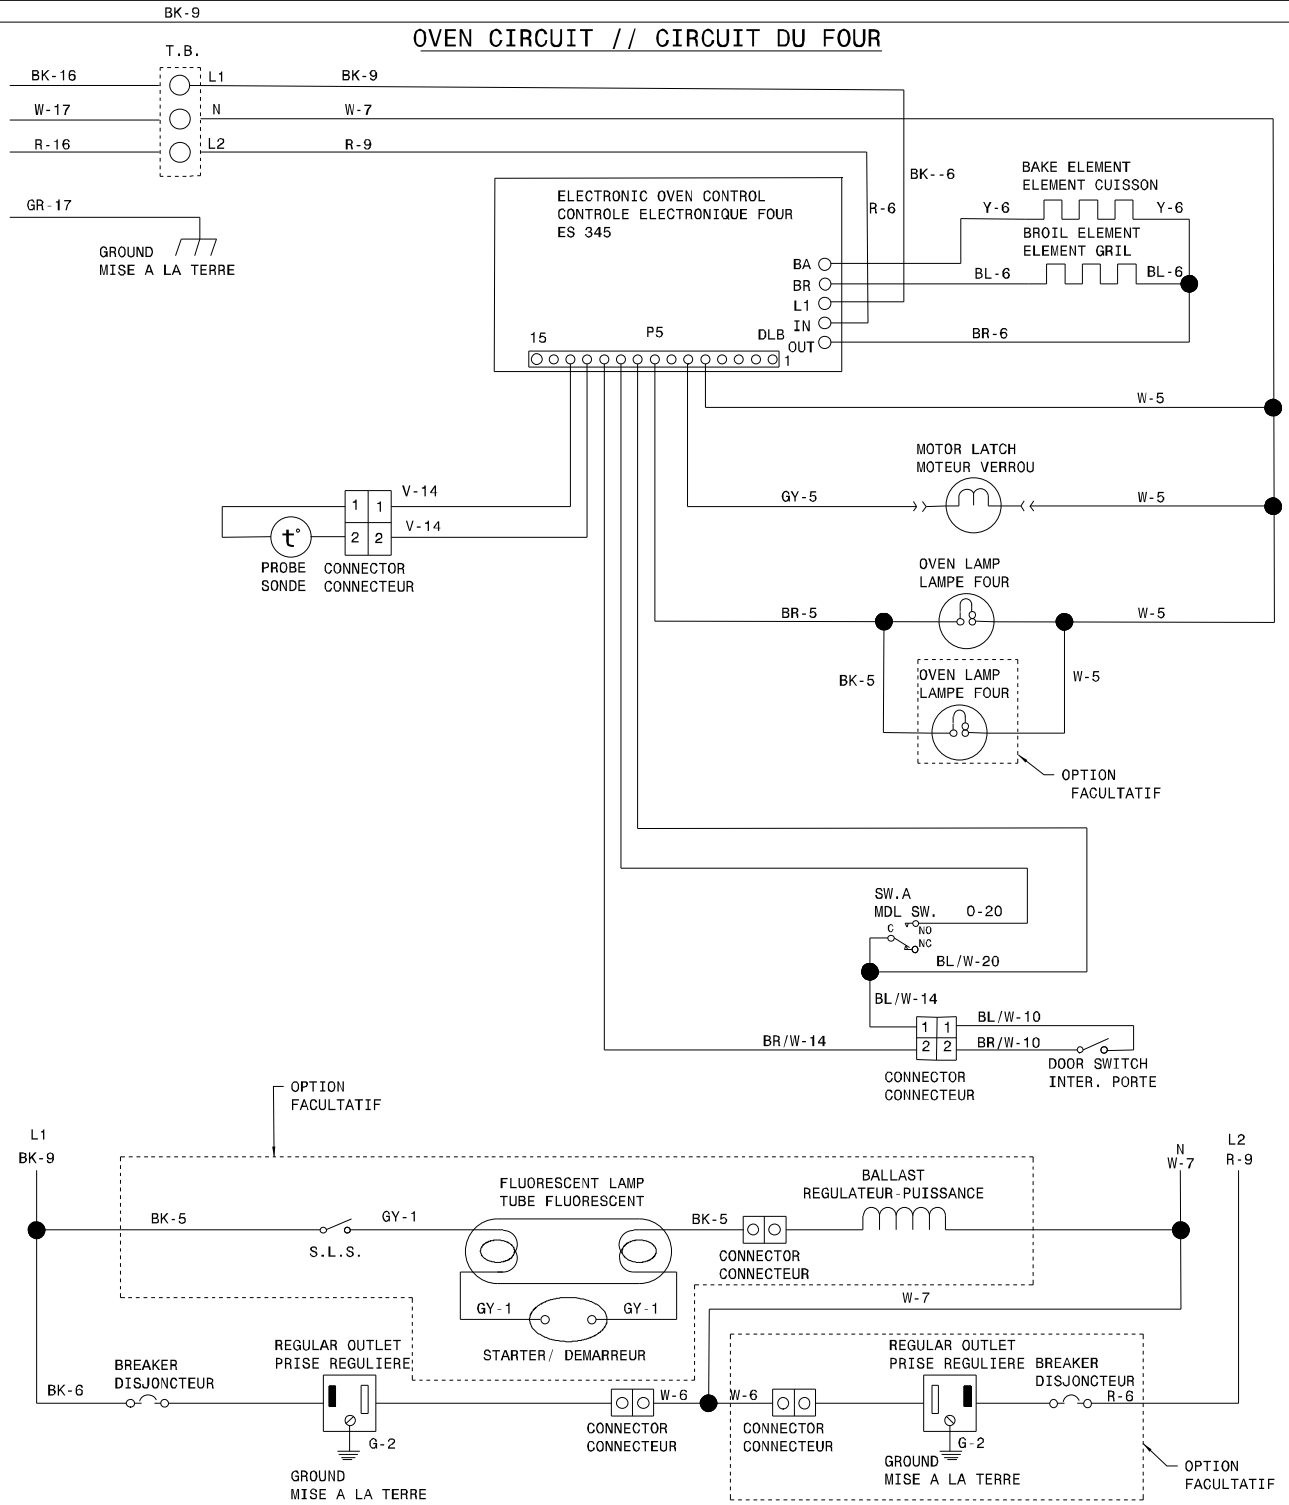 BK-9
OVEN CIRCUIT // CIRCUIT DU FOUR
T.B.
BK-16
L1
BK-9
W-17
N
W-7
R-16
L2
R-9
GR-17
GROUND
MISE A LA TERRE
ELECTRONIC OVEN CONTROL
CONTROLE ELECTRONIQUE FOUR
ES 345
BK--6
R-6
BAKE ELEMENT
ELEMENT CUISSON
Y-6
Y-6
BROIL ELEMENT
ELEMENT GRIL
BL-6
BL-6
BA
BR
L1
IN
DLB
OUT
BR-6
15
P5
1
W-5
MOTOR LATCH
MOTEUR VERROU
GY-5
W-5
V-14
V-14
1
1
2
2
t°
PROBE
SONDE
CONNECTOR
CONNECTEUR
OVEN LAMP
LAMPE FOUR
BR-5
W-5
BK-5
OVEN LAMP
LAMPE FOUR
W-5
OPTION
FACULTATIF
SW.A
MDL SW.
O-20
C
NO
NC
BL/W-20
BL/W-14
1
1
2
2
BL/W-10
BR/W-14
BR/W-10
CONNECTOR
CONNECTEUR
DOOR SWITCH
INTER. PORTE
OPTION
FACULTATIF
L1
BK-9
N
W-7
L2
R-9
BK-5
S.L.S.
GY-1
FLUORESCENT LAMP
TUBE FLUORESCENT
BK-5
CONNECTOR
CONNECTEUR
BALLAST
REGULATEUR-PUISSANCE
GY-1
GY-1
STARTER/ DEMARREUR
W-7
BK-6
BREAKER
DISJONCTEUR
REGULAR OUTLET
PRISE REGULIERE
G-2
GROUND
MISE A LA TERRE
CONNECTOR
CONNECTEUR
W-6
W-6
CONNECTOR
CONNECTEUR
REGULAR OUTLET
PRISE REGULIERE
G-2
GROUND
MISE A LA TERRE
BREAKER
DISJONCTEUR
R-6
OPTION
FACULTATIF